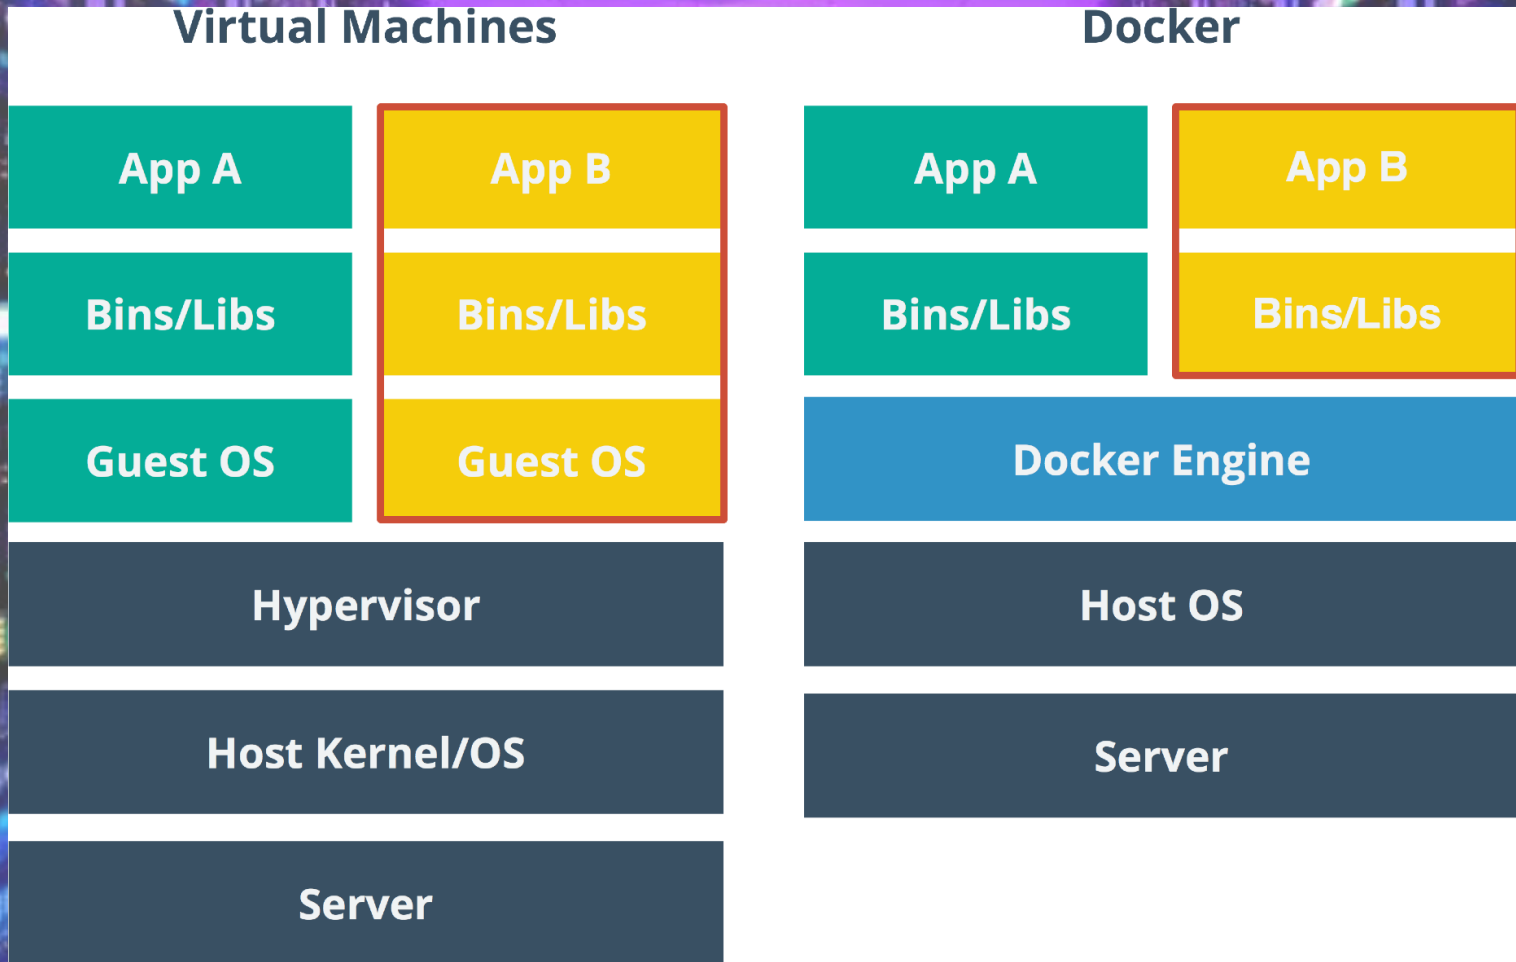 Virtual Machines
App A
App B
Bins/Libs
Bins/Libs
Guest OS
Guest OS
Hypervisor
Host Kernel/OS
Server
Docker
App A
App B
Bins/Libs
Bins/Libs
Docker Engine
Host OS
Server